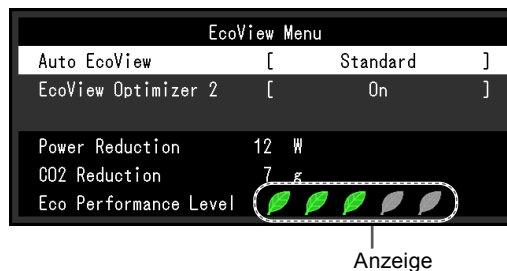 EcoView Menu
Auto EcoView [ Standard ]
EcoView Optimizer 2 [ On ]
Power Reduction 12 W
CO2 Reduction 7 g
Eco Performance Level
Anzeige